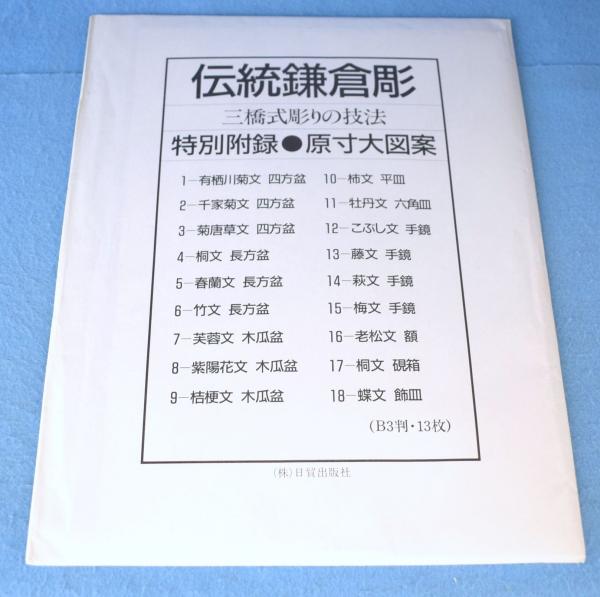 伝統鎌倉彫
三橋式彫りの技法
特別附録●原寸大図案
1―有栖川菊文 四方盆
2―千家菊文 四方盆
3―菊唐草文 四方盆
4―桐文 長方盆
5―春蘭文 長方盆
6―竹文 長方盆
7―芙蓉文 木瓜盆
8―紫陽花文 木瓜盆
9―桔梗文 木瓜盆
10―柿文 平皿
11―牡丹文 六角皿
12―こぶし文 手鏡
13―藤文 手鏡
14―萩文 手鏡
15―梅文 手鏡
16―老松文 額
17―桐文 硯箱
18―蝶文 飾皿
(B3判・13枚)
(株)日貿出版社